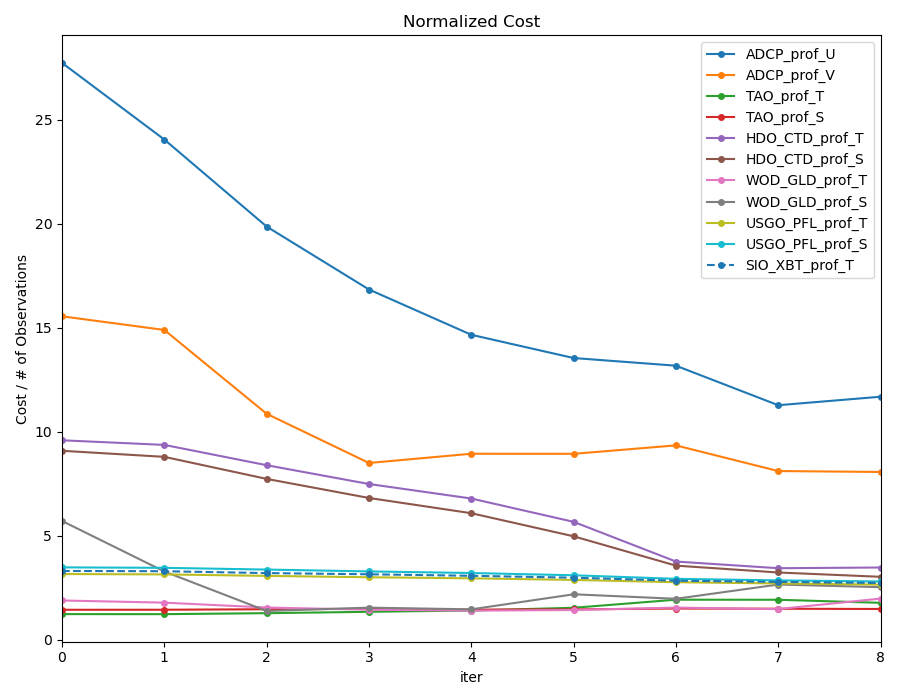 Normalized Cost
ADCP_prof_U
ADCP_prof_V
TAO_prof_T
TAO_prof_S
HDO_CTD_prof_T
HDO_CTD_prof_S
WOD_GLD_prof_T
WOD_GLD_prof_S
USGO_PFL_prof_T
USGO_PFL_prof_S
SIO_XBT_prof_T
Cost / # of Observations
25
20
15
10
5
0
0 1 2 3 4 5 6 7 8
iter